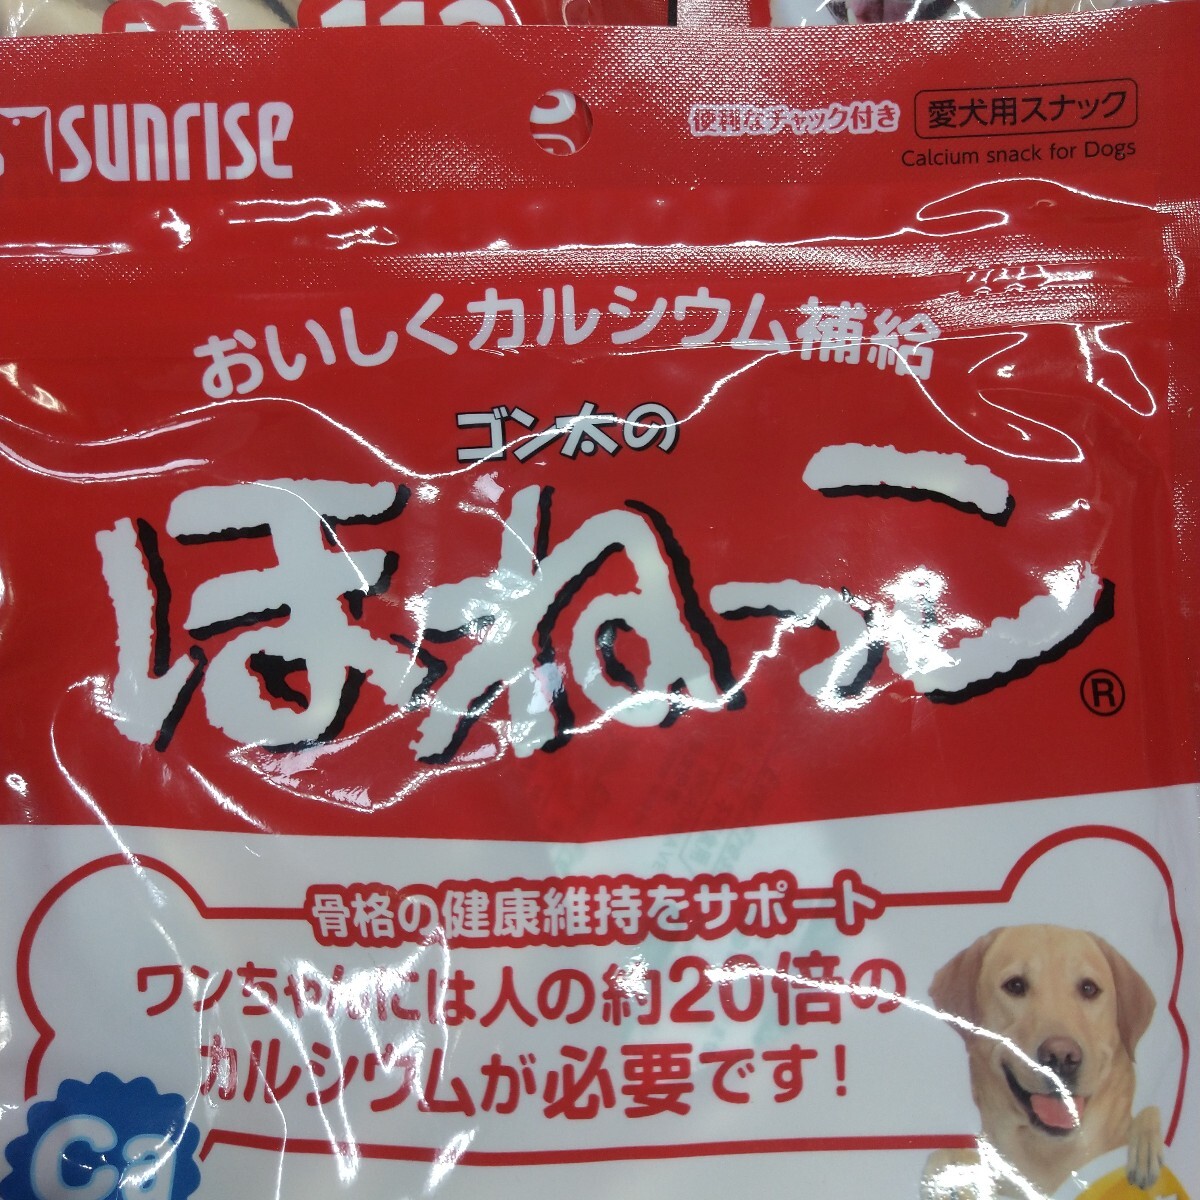 sunrise
便利なチャック付き
愛犬用スナック
Calcium snack for Dogs
おいしくカルシウム補給
ゴン太の
ほねっこ®
骨格の健康維持をサポート
ワンちゃんには人の約20倍の
カルシウムが必要です!
Ca